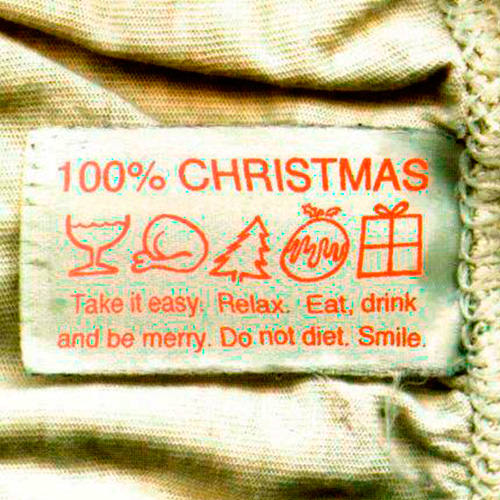 100% CHRISTMAS
Take it easy. Relax. Eat, drink
and be merry. Do not diet. Smile.